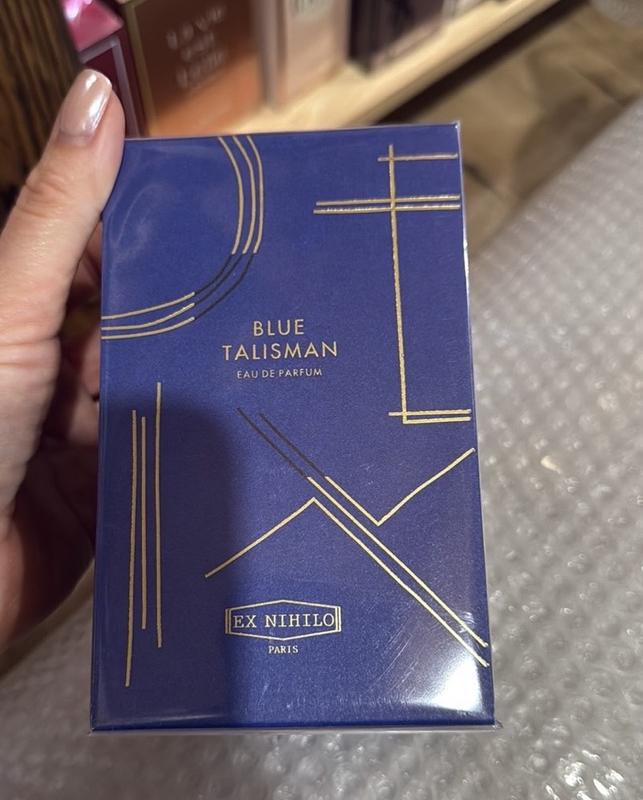 BLUE
TALISMAN
EAU DE PARFUM
EX NIHILO
PARIS